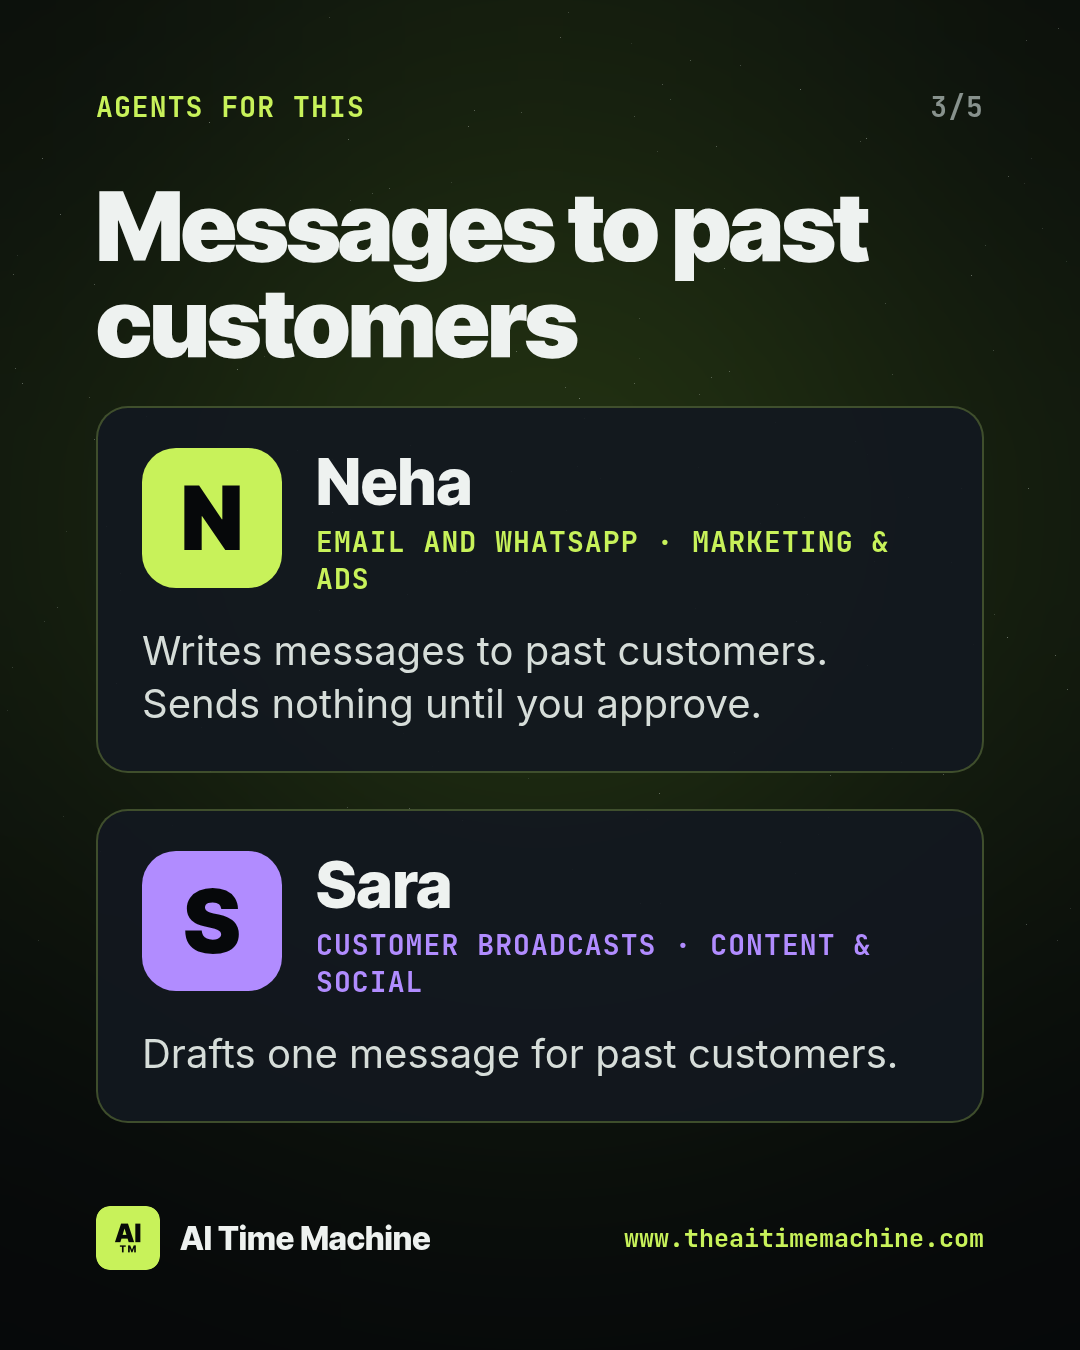 AGENTS FOR THIS
3/5
Messages to past
customers
N
Neha
EMAIL AND WHATSAPP · MARKETING &
ADS
Writes messages to past customers.
Sends nothing until you approve.
S
Sara
CUSTOMER BROADCASTS · CONTENT &
SOCIAL
Drafts one message for past customers.
AI
TM
AI Time Machine
www.theaitimemachine.com